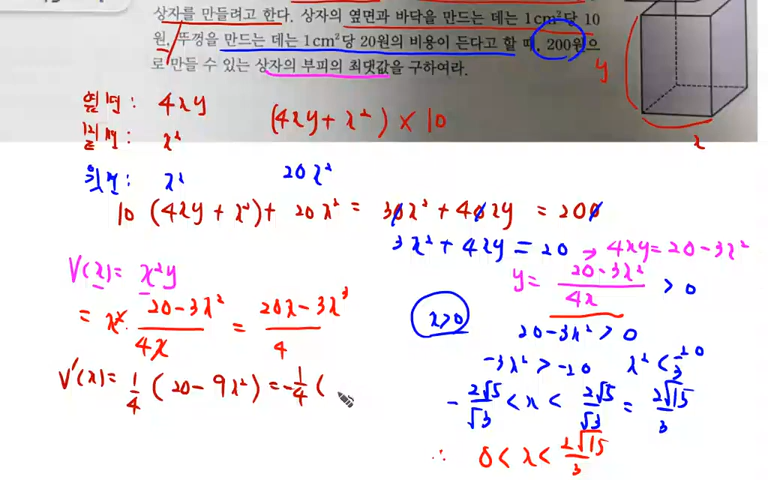 상자를 만들려고 한다. 상자의 옆면과 바닥을 만드는 데는 1cm²당 10
원, 뚜껑을 만드는 데는 1cm²당 20원의 비용이 든다고 할 때, 200원으
로 만들 수 있는 상자의 부피의 최댓값을 구하여라.
y
x
옆면: 4xy
밑면: x² (4xy + x²) × 10
윗면: x² 20x²
10 (4xy + x²) + 20x² = 30x² + 40xy = 200
3x² + 4xy = 20 → 4xy = 20 - 3x²
V(x) = x²y
y = (20 - 3x²)/(4x) > 0
= x² · (20 - 3x²)/(4x) = (20x - 3x³)/4
x>0
20 - 3x² > 0
-3x² > -20 x² < 20/3
V'(x) = 1/4 (20 - 9x²) = -1/4 (
-2√5/√3 < x < 2√5/√3 = 2√15/3
∴ 0 < x < 2√15/3